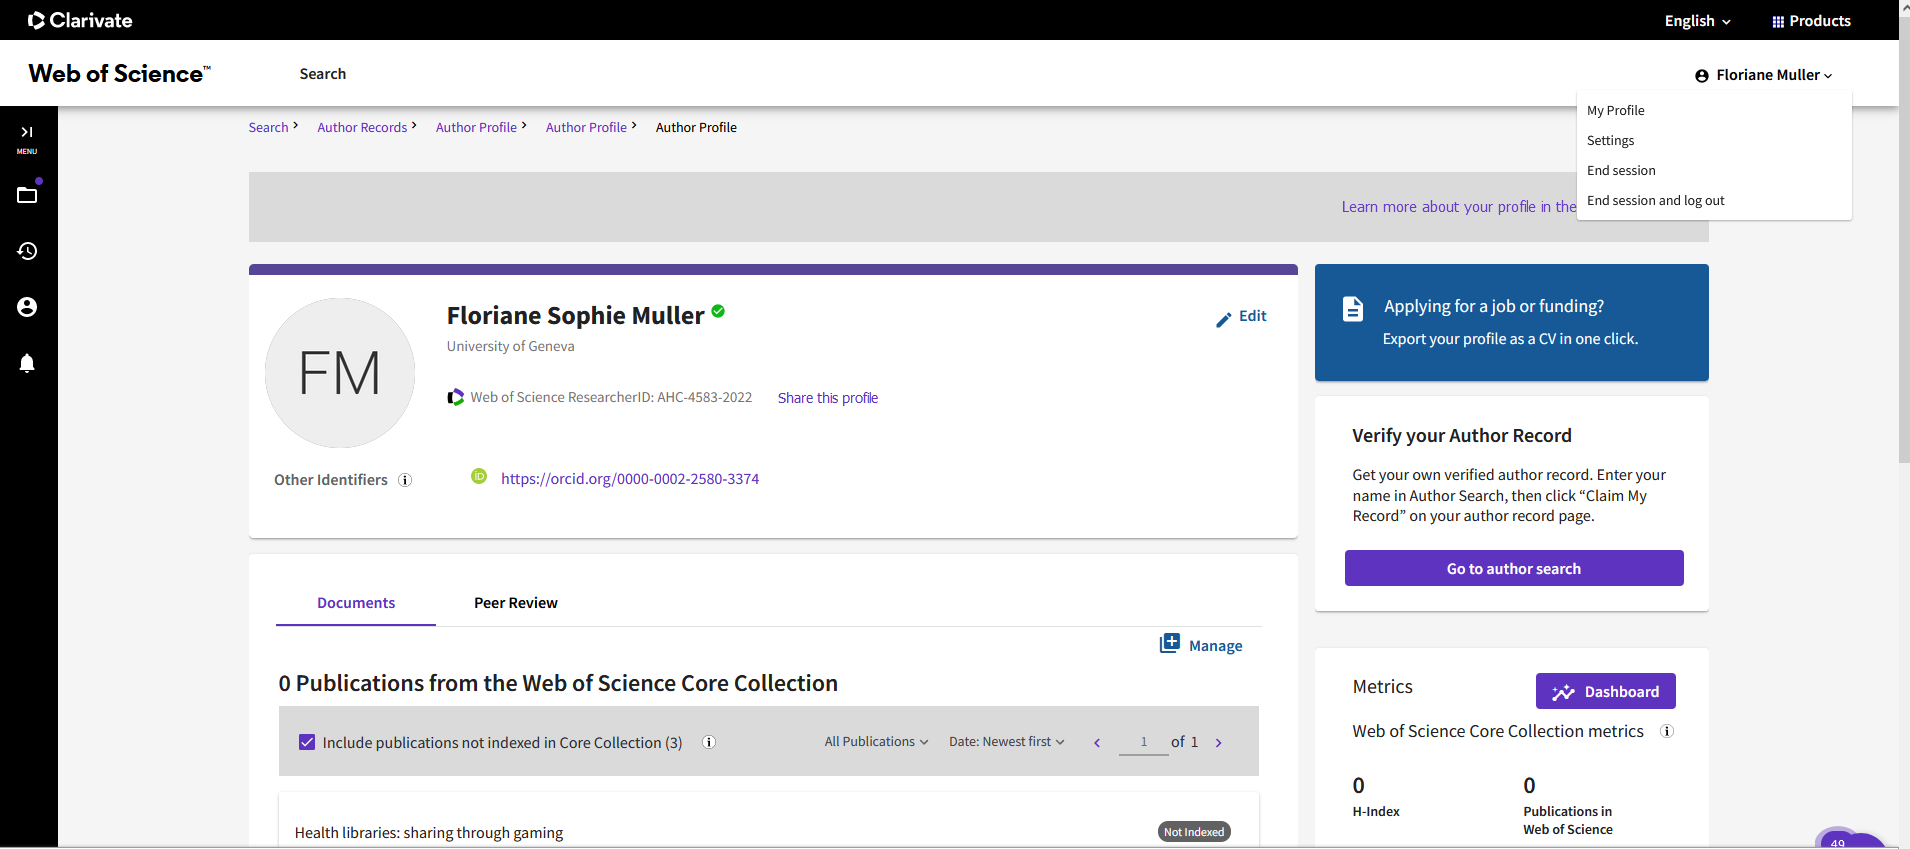 Clarivate
English
Products
Web of Science™
Search
Floriane Muller
My Profile
Settings
End session
End session and log out
MENU
Search > Author Records > Author Profile > Author Profile > Author Profile
Learn more about your profile in the
FM
Floriane Sophie Muller
University of Geneva
Edit
Web of Science ResearcherID: AHC-4583-2022
Share this profile
Other Identifiers
iD
https://orcid.org/0000-0002-2580-3374
Applying for a job or funding?
Export your profile as a CV in one click.
Verify your Author Record
Get your own verified author record. Enter your
name in Author Search, then click “Claim My
Record” on your author record page.
Go to author search
Documents
Peer Review
Manage
0 Publications from the Web of Science Core Collection
Include publications not indexed in Core Collection (3)
All Publications
Date: Newest first
< 1 of 1 >
Health libraries: sharing through gaming
Not Indexed
Metrics
Dashboard
Web of Science Core Collection metrics
0
H-Index
0
Publications in
Web of Science
49